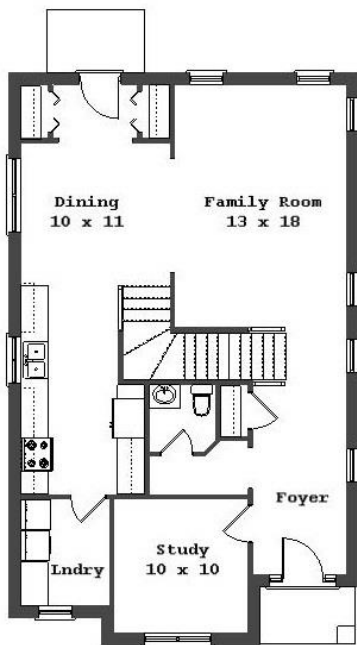 Dining
10 x 11
Family Room
13 x 18
Foyer
Study
10 x 10
Lndry